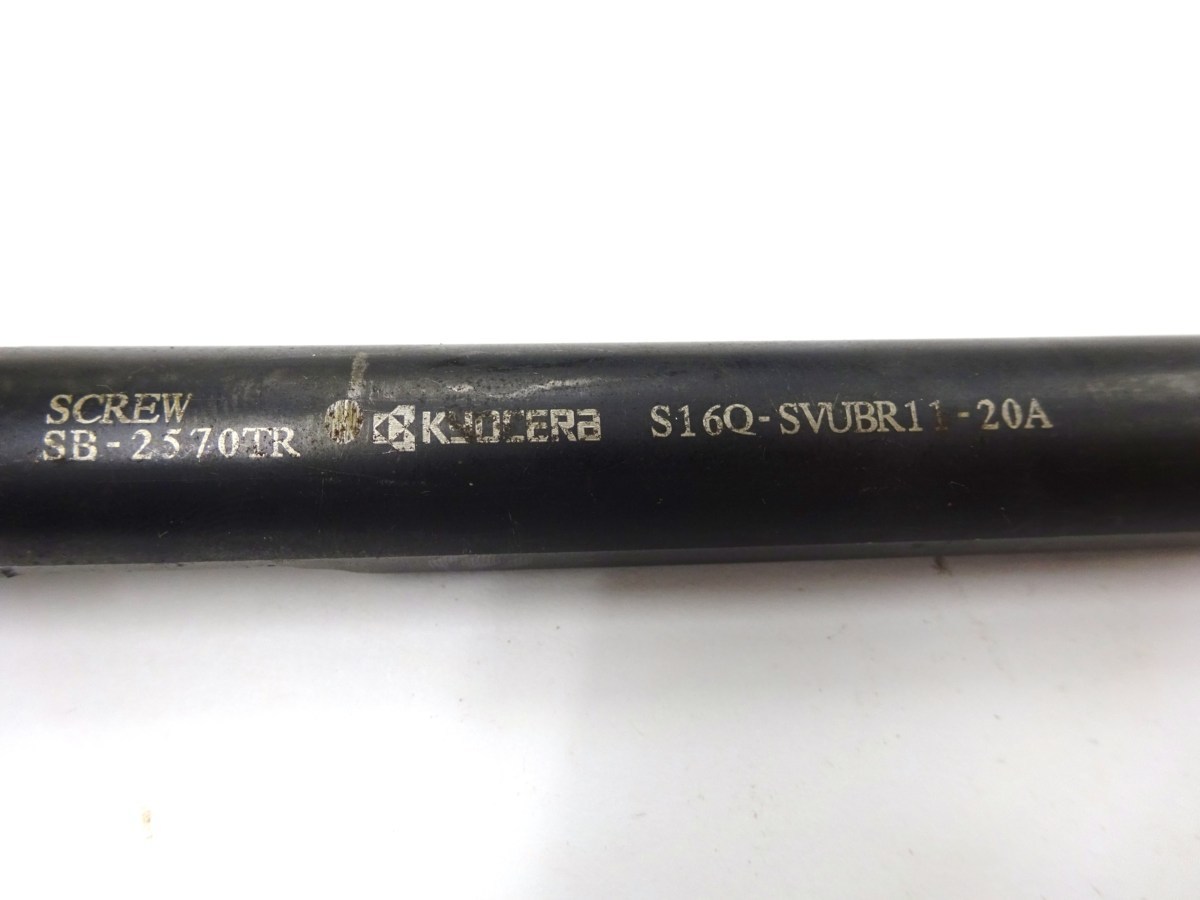 SCREW
SB-2570TR
KYOCERA S16Q-SVUBR11-20A